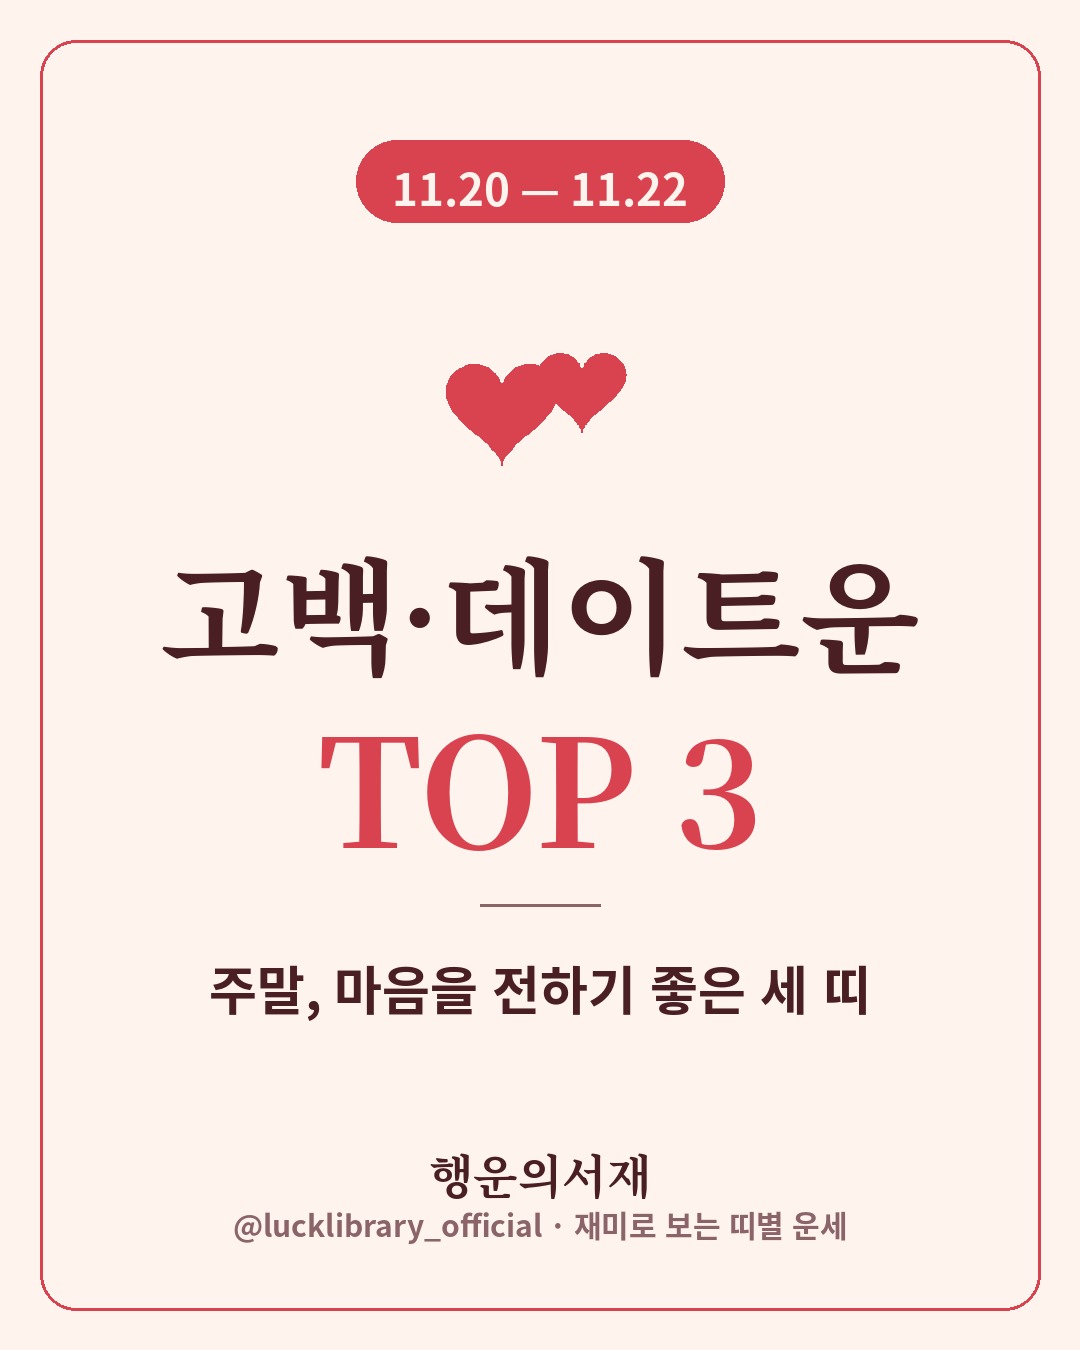 11.20 — 11.22
고백·데이트운
TOP 3
주말, 마음을 전하기 좋은 세 띠
행운의서재
@lucklibrary_official · 재미로 보는 띠별 운세